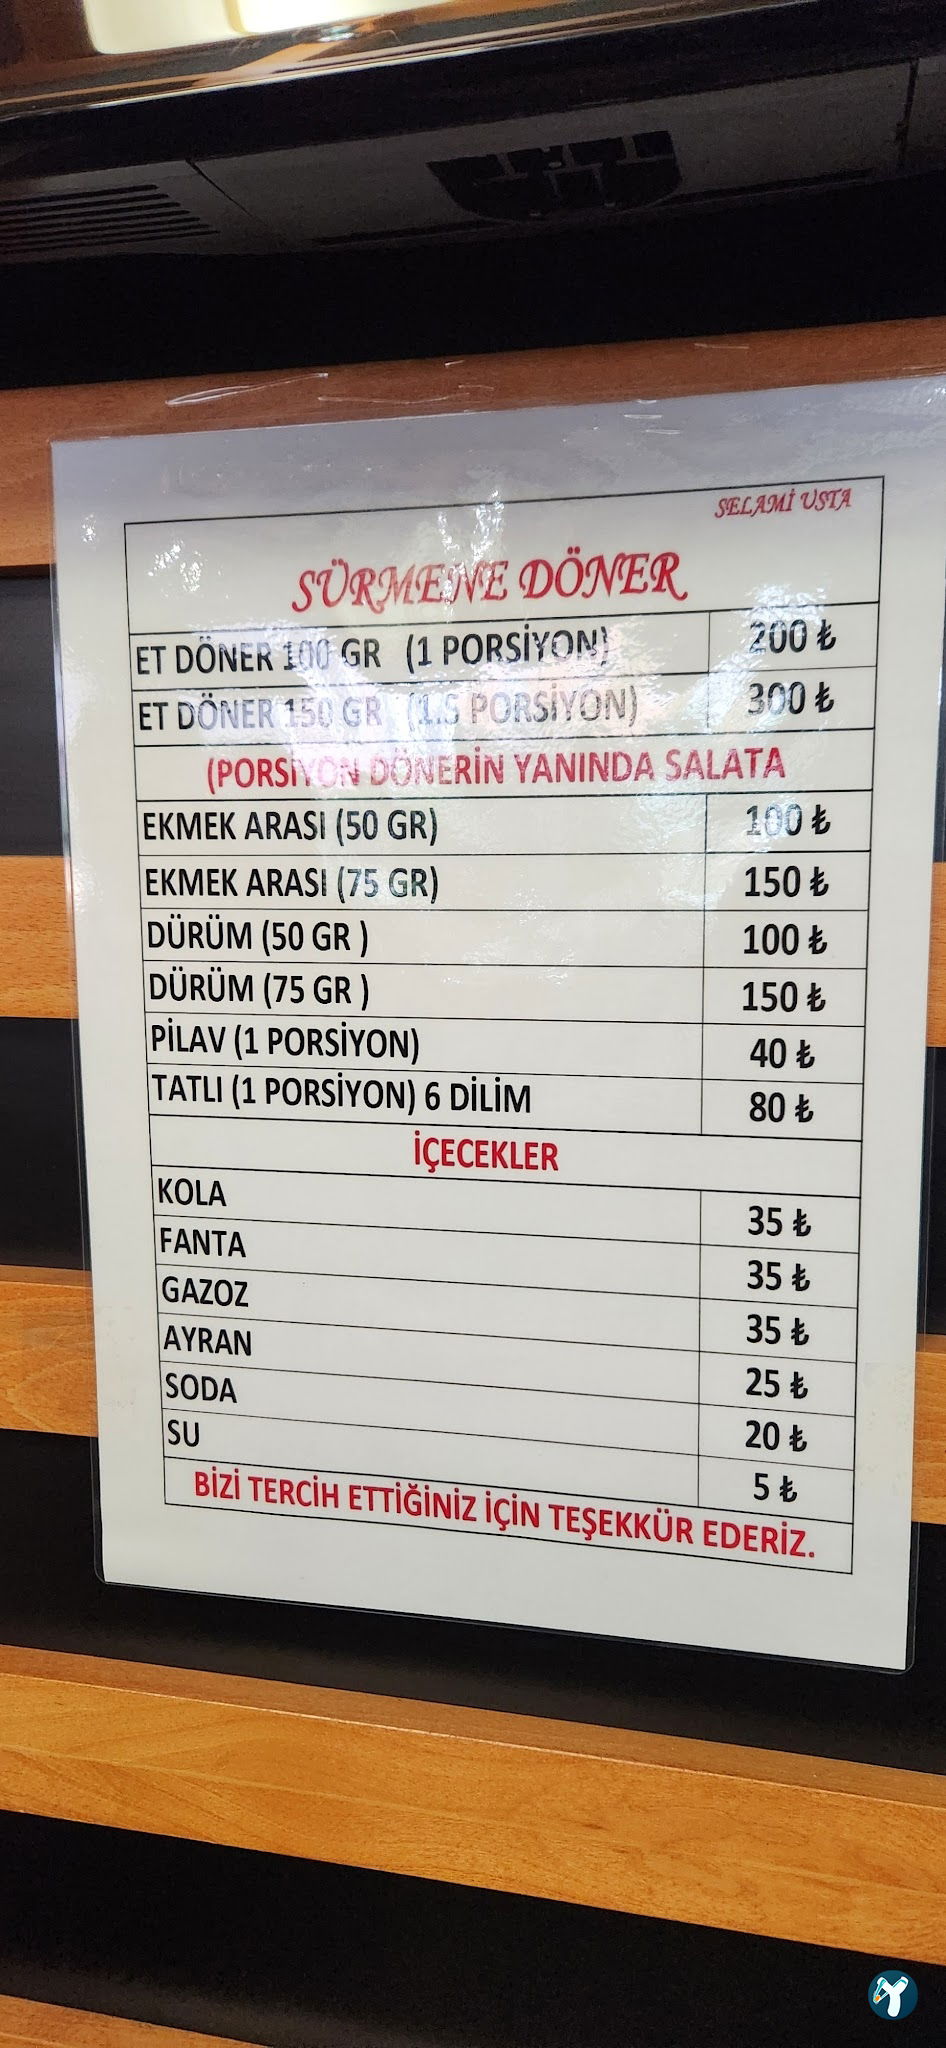 SELAMİ USTA
SÜRMENE DÖNER
ET DÖNER 100 GR (1 PORSİYON) 200 ₺
ET DÖNER 150 GR (1.5 PORSİYON) 300 ₺
(PORSİYON DÖNERİN YANINDA SALATA
EKMEK ARASI (50 GR) 100 ₺
EKMEK ARASI (75 GR) 150 ₺
DÜRÜM (50 GR ) 100 ₺
DÜRÜM (75 GR ) 150 ₺
PİLAV (1 PORSİYON) 40 ₺
TATLI (1 PORSİYON) 6 DİLİM 80 ₺
İÇECEKLER
KOLA 35 ₺
FANTA 35 ₺
GAZOZ 35 ₺
AYRAN 25 ₺
SODA 20 ₺
SU 5 ₺
BİZİ TERCİH ETTİĞİNİZ İÇİN TEŞEKKÜR EDERİZ.